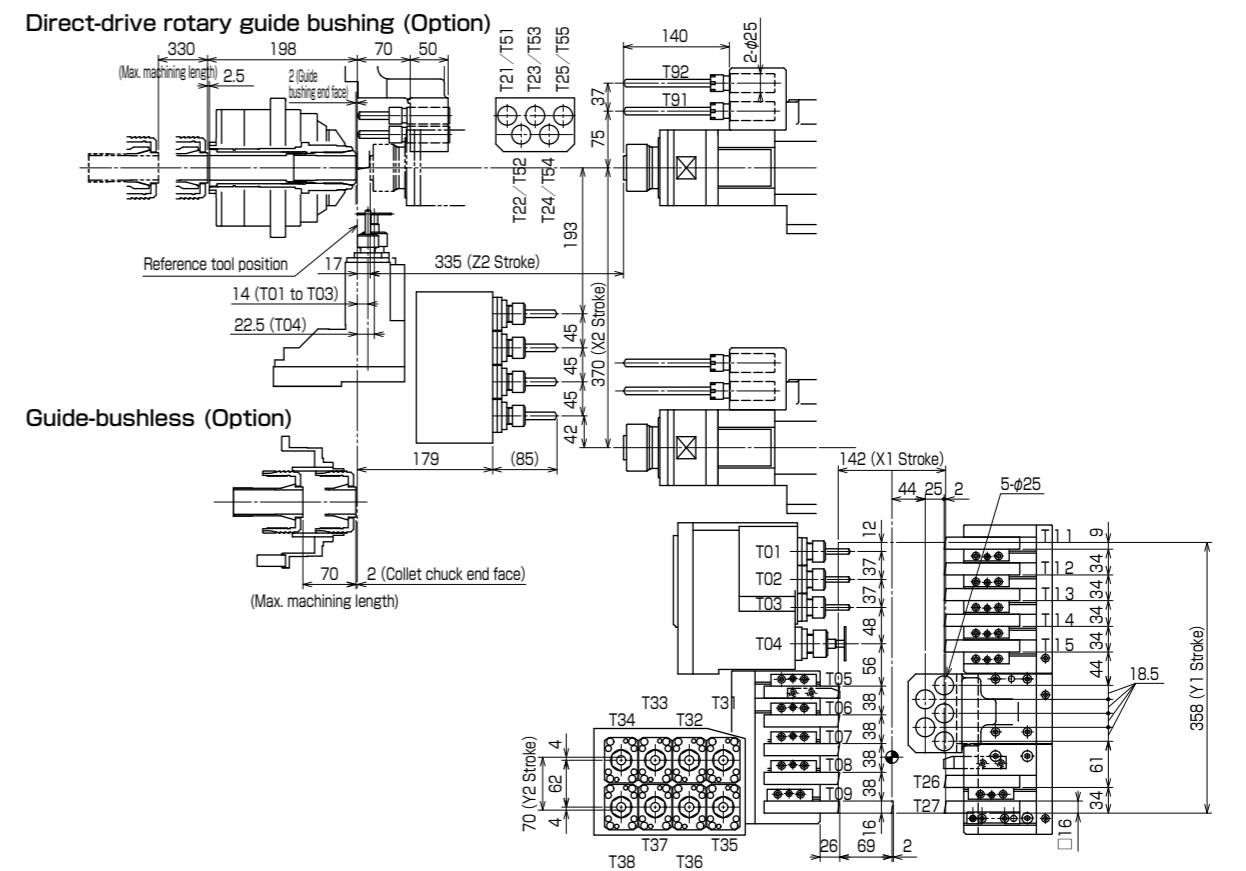 Direct-drive rotary guide bushing (Option)
330
198
70
50
(Max. machining length)
2.5
2 (Guide
bushing end face)
T21/T51
T23/T53
T25/T55
T22/T52
T24/T54
140
2-φ25
T92
T91
37
75
193
370 (X2 Stroke)
Reference tool position
17
335 (Z2 Stroke)
14 (T01 to T03)
22.5 (T04)
45
45
45
42
Guide-bushless (Option)
179
(85)
70
2 (Collet chuck end face)
(Max. machining length)
142 (X1 Stroke)
44
25
2
5-φ25
12
37
37
48
56
38
38
38
38
16
T01
T02
T03
T04
T05
T06
T07
T08
T09
T11
T12
T13
T14
T15
9
34
34
34
34
44
18.5
61
34
358 (Y1 Stroke)
T26
T27
□16
T33
T31
T34
T32
70 (Y2 Stroke)
4
62
4
T37
T35
T38
T36
26
69
2